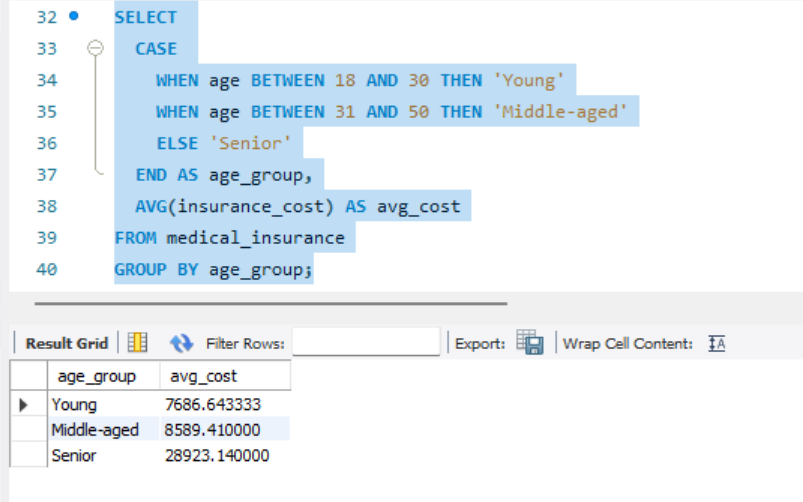 32 SELECT
33 CASE
34 WHEN age BETWEEN 18 AND 30 THEN 'Young'
35 WHEN age BETWEEN 31 AND 50 THEN 'Middle-aged'
36 ELSE 'Senior'
37 END AS age_group,
38 AVG(insurance_cost) AS avg_cost
39 FROM medical_insurance
40 GROUP BY age_group;
Result Grid Filter Rows: Export: Wrap Cell Content: IA
age_group avg_cost
Young 7686.643333
Middle-aged 8589.410000
Senior 28923.140000